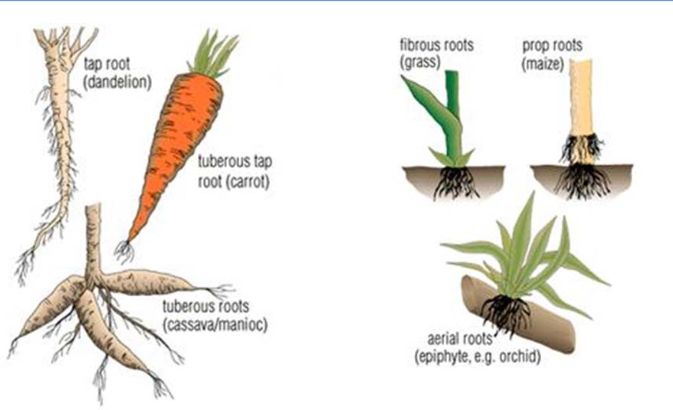 tap root
(dandelion)
tuberous tap
root (carrot)
tuberous roots
(cassava/manioc)
fibrous roots
(grass)
prop roots
(maize)
aerial roots
(epiphyte, e.g. orchid)